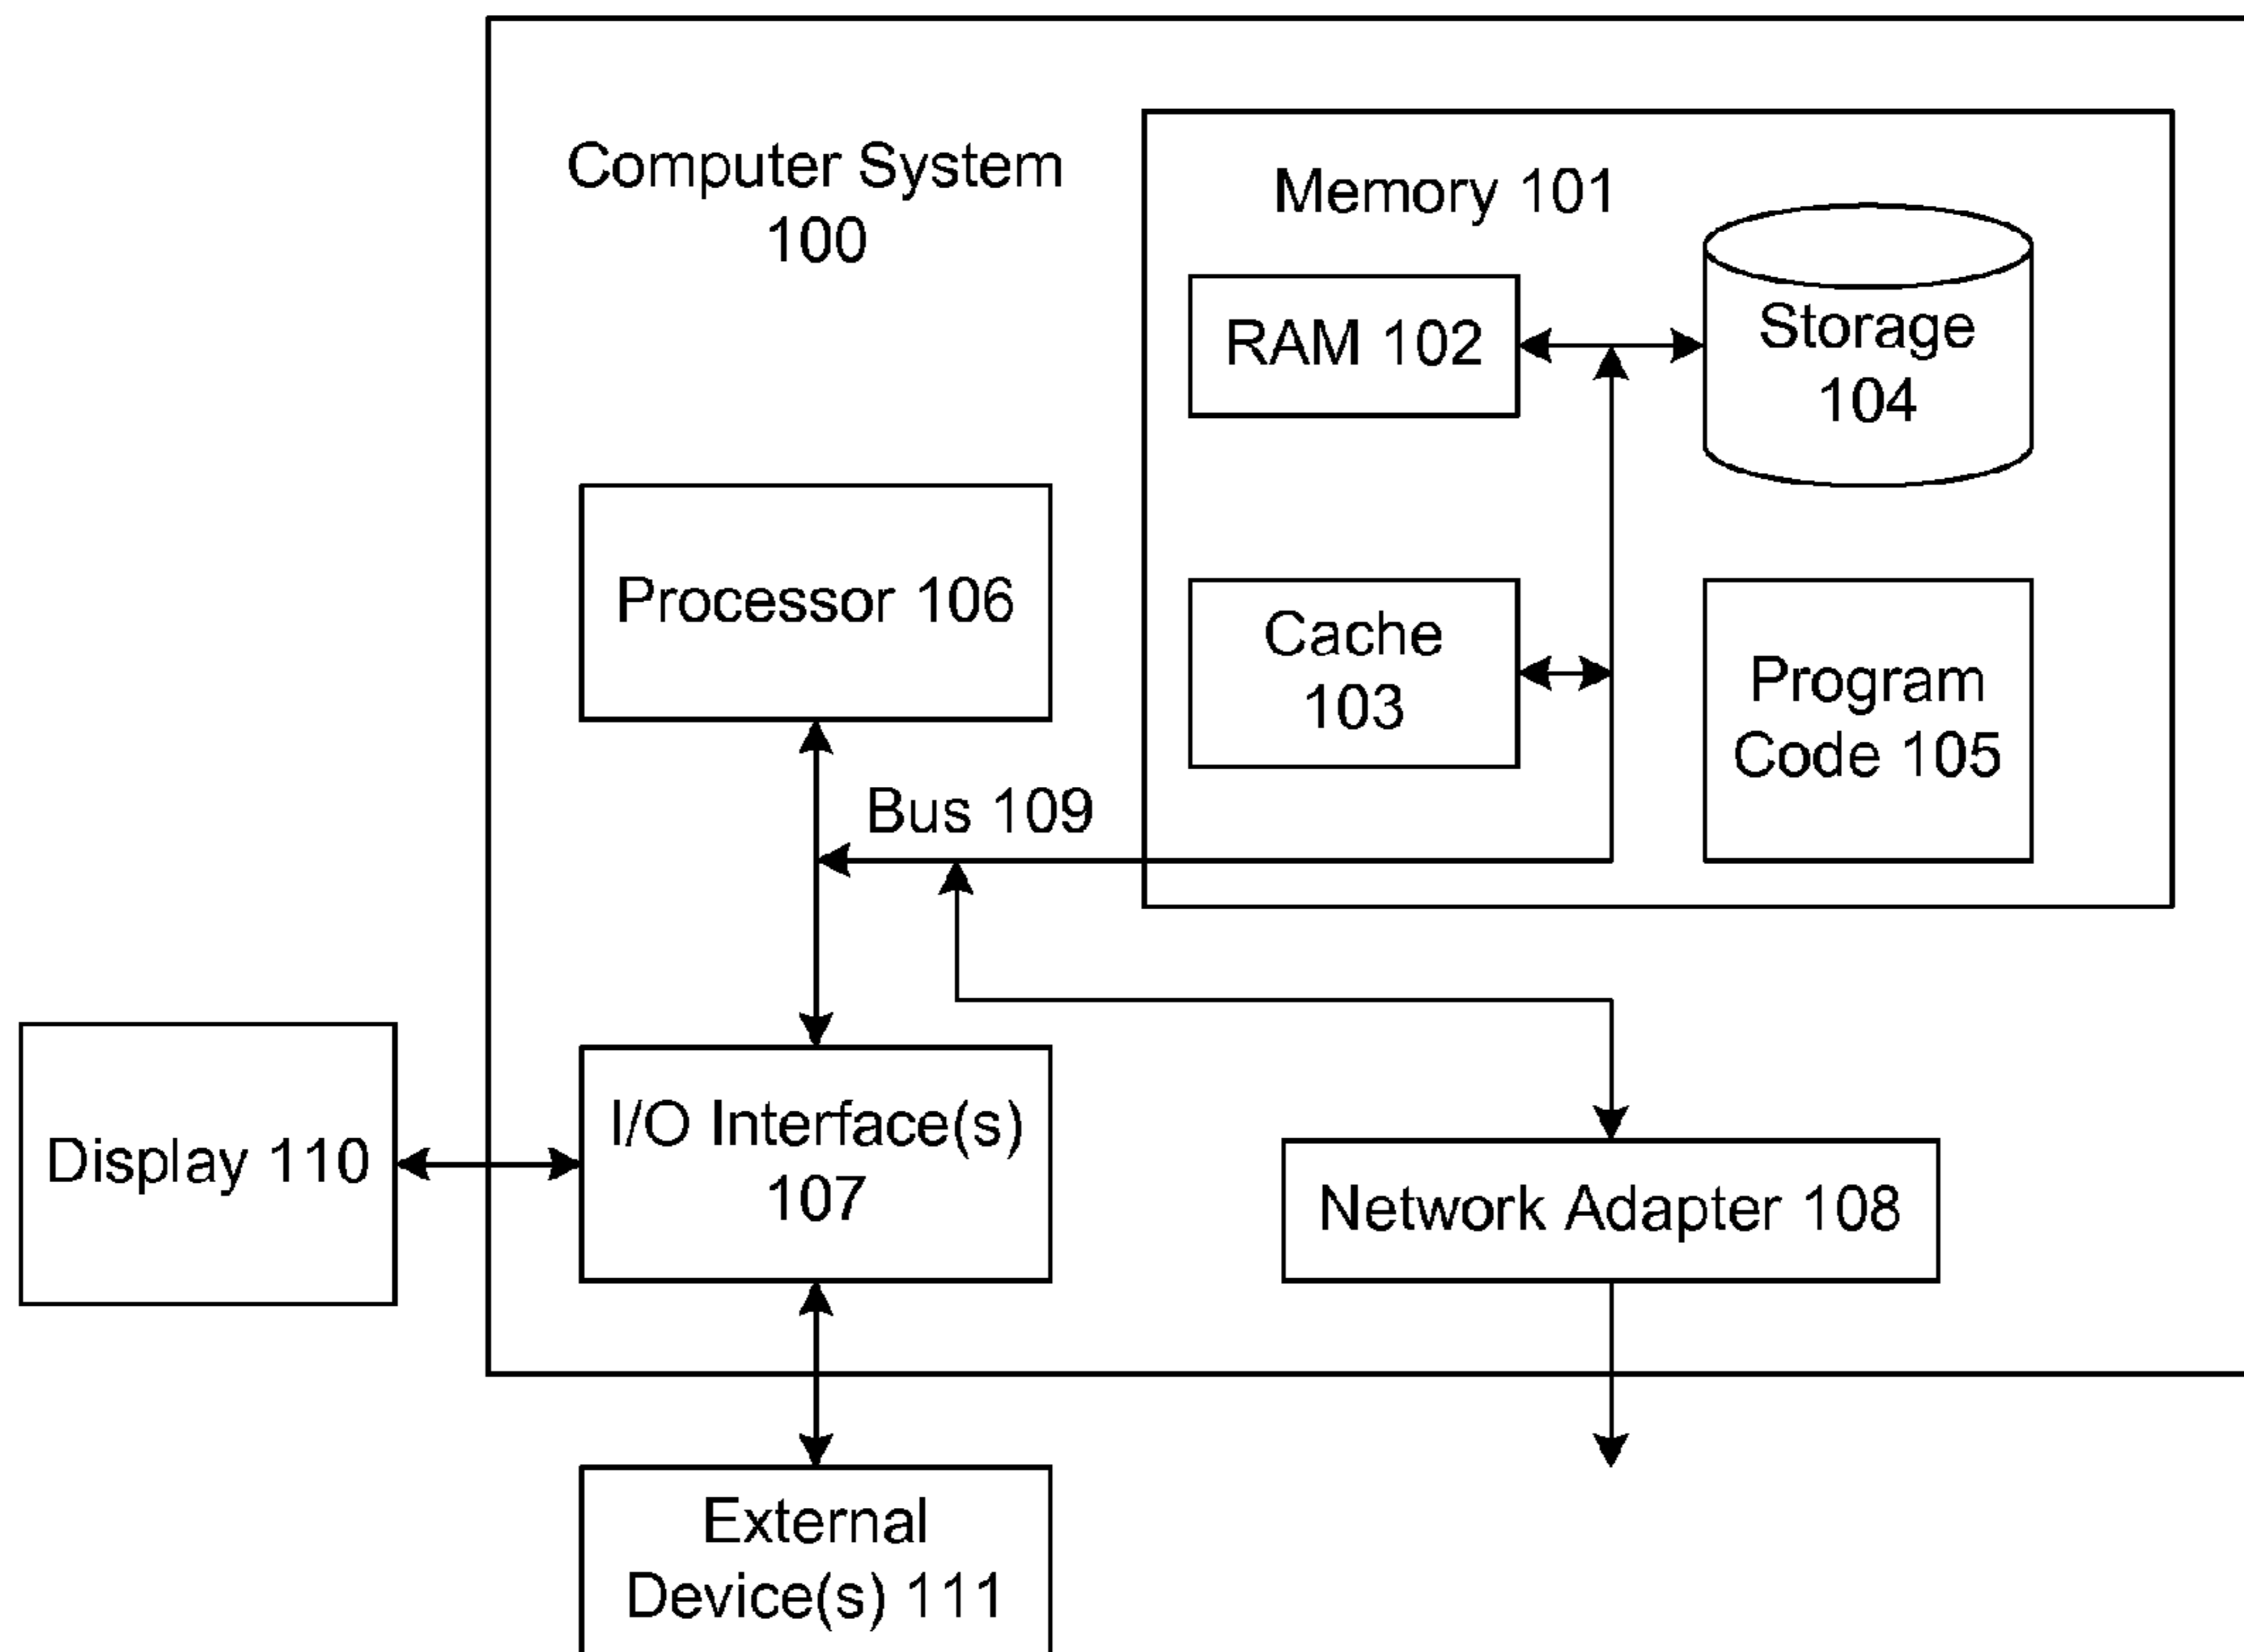 Computer System
100
Memory 101
RAM 102
Storage
104
Processor 106
Cache
103
Program
Code 105
Bus 109
Display 110
I/O Interface(s)
107
Network Adapter 108
External
Device(s) 111